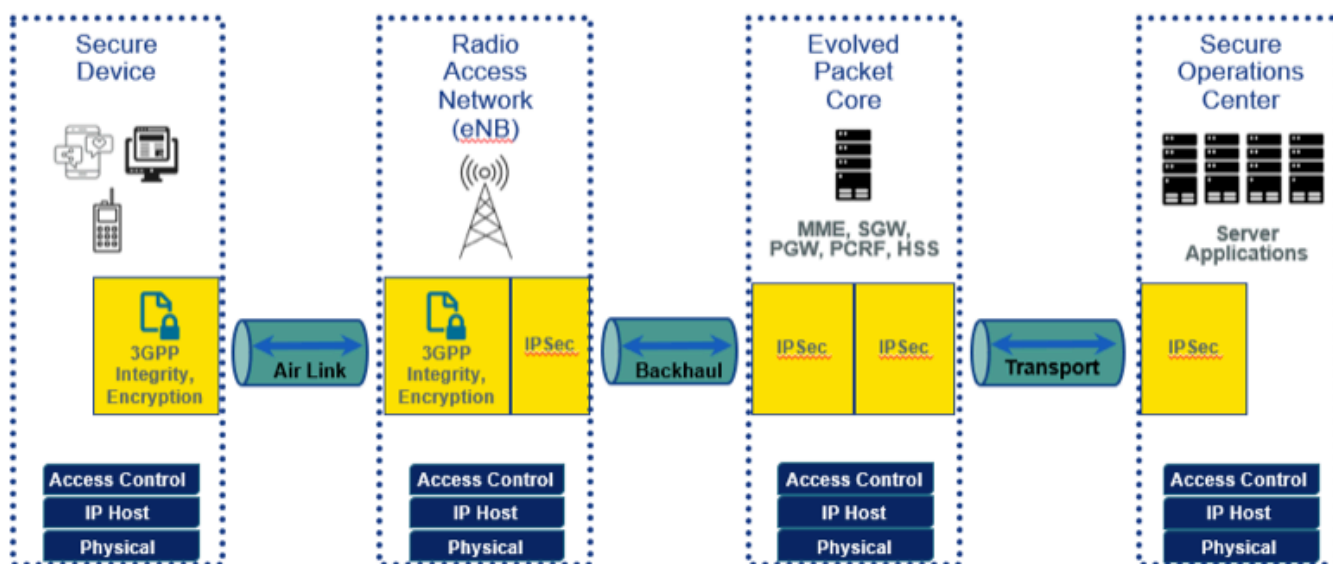 Secure
Device
Radio
Access
Network
(eNB)
Evolved
Packet
Core
Secure
Operations
Center
MME, SGW,
PGW, PCRF, HSS
Server
Applications
3GPP
Integrity,
Encryption
Air Link
3GPP
Integrity,
Encryption
IPSec
Backhaul
IPSec
IPSec
Transport
IPSec
Access Control
IP Host
Physical
Access Control
IP Host
Physical
Access Control
IP Host
Physical
Access Control
IP Host
Physical